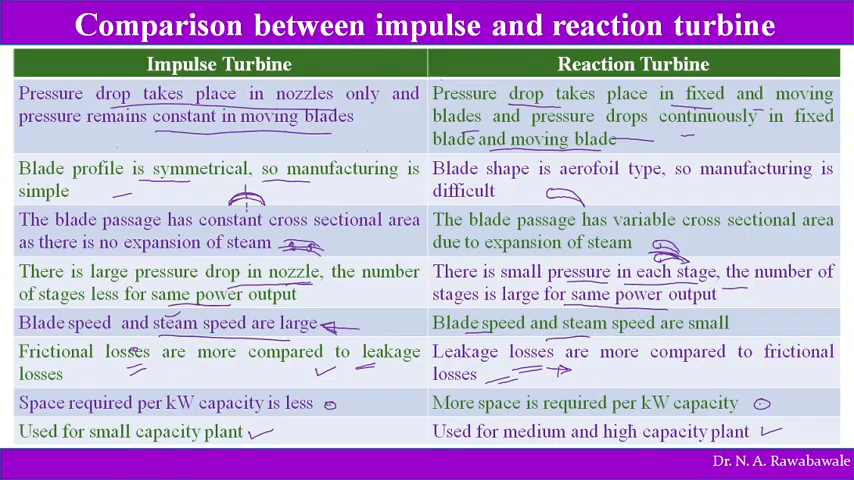 Comparison between impulse and reaction turbine
Impulse Turbine
Reaction Turbine
Pressure drop takes place in nozzles only and
pressure remains constant in moving blades
Pressure drop takes place in fixed and moving
blades and pressure drops continuously in fixed
blade and moving blade
Blade profile is symmetrical, so manufacturing is
simple
Blade shape is aerofoil type, so manufacturing is
difficult
The blade passage has constant cross sectional area
as there is no expansion of steam
The blade passage has variable cross sectional area
due to expansion of steam
There is large pressure drop in nozzle, the number
of stages less for same power output
There is small pressure in each stage, the number of
stages is large for same power output
Blade speed and steam speed are large
Blade speed and steam speed are small
Frictional losses are more compared to leakage
losses
Leakage losses are more compared to frictional
losses
Space required per kW capacity is less
More space is required per kW capacity
Used for small capacity plant
Used for medium and high capacity plant
Dr. N. A. Rawabawale